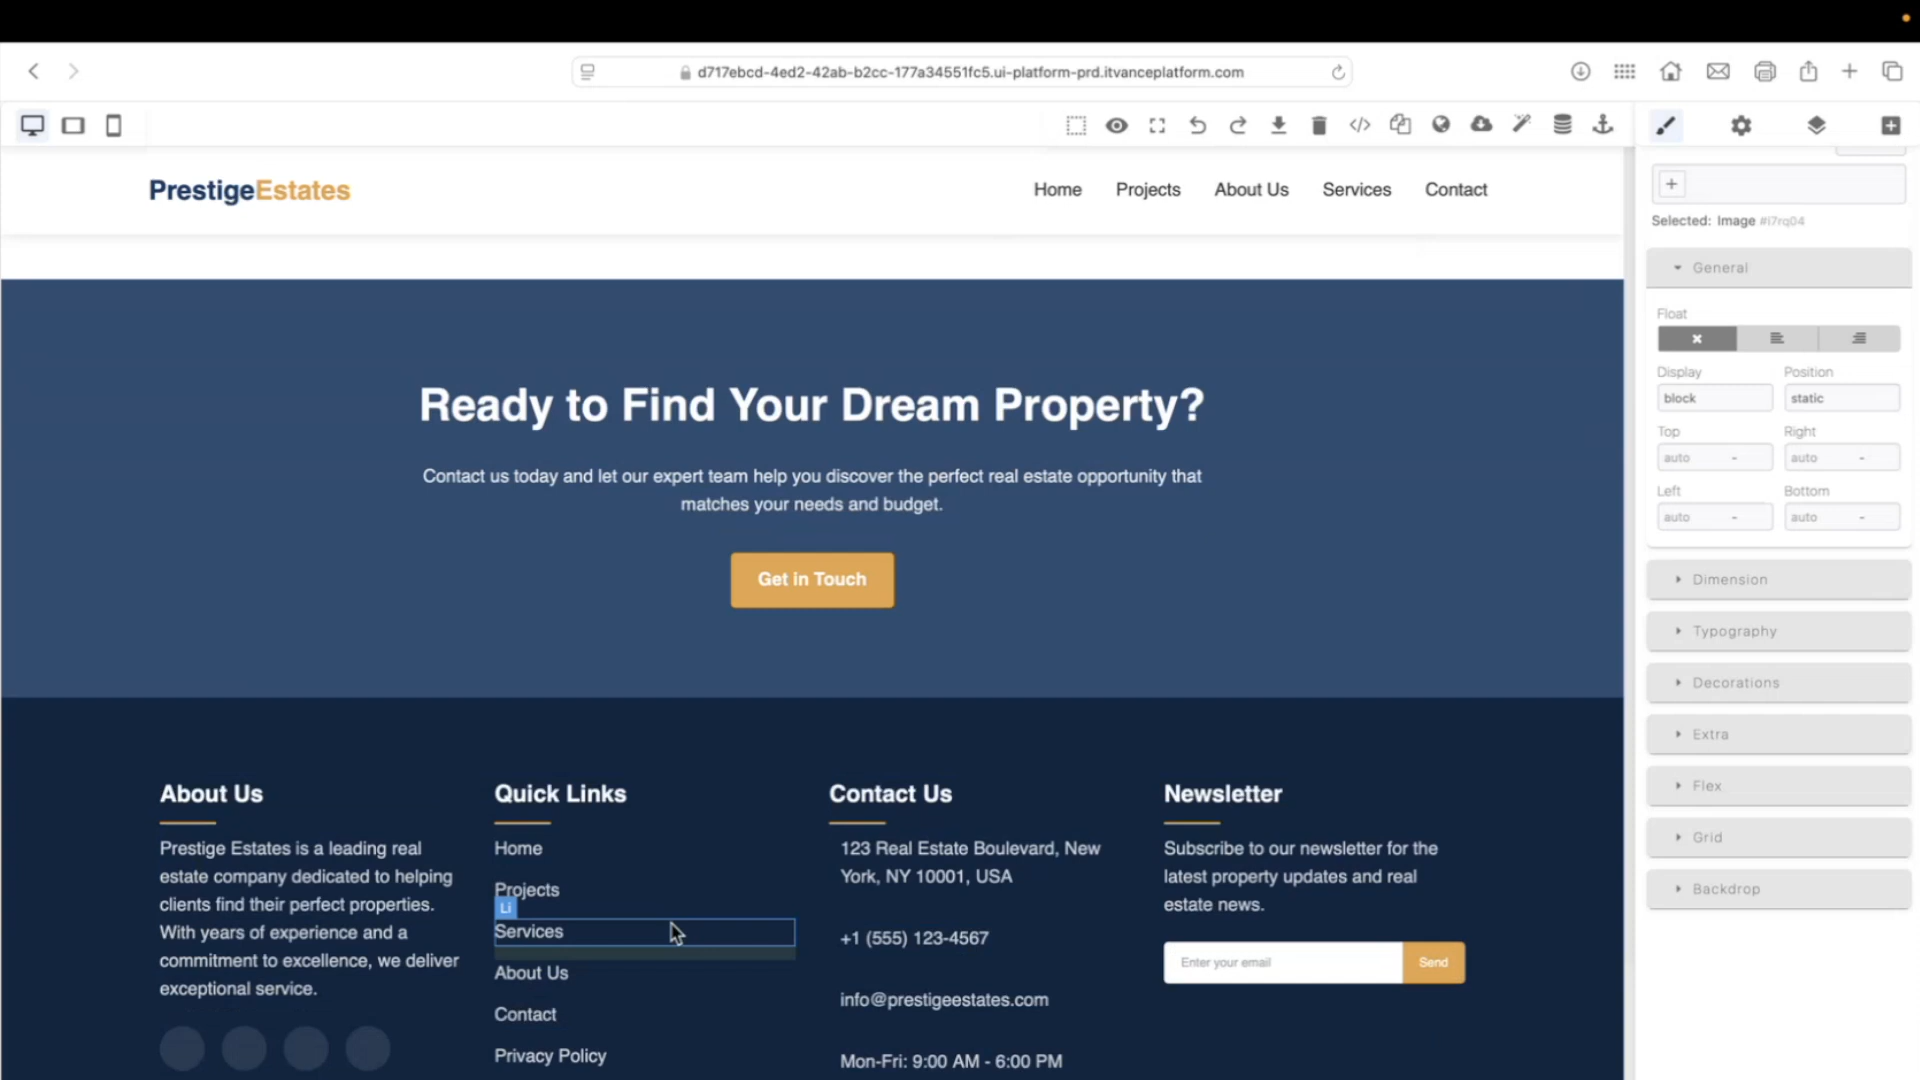 d717ebcd-4ed2-42ab-b2cc-177a34551fc5.ui-platform-prd.itvanceplatform.com
PrestigeEstates
Home Projects About Us Services Contact
Ready to Find Your Dream Property?
Contact us today and let our expert team help you discover the perfect real estate opportunity that
matches your needs and budget.
Get in Touch
About Us
Prestige Estates is a leading real
estate company dedicated to helping
clients find their perfect properties.
With years of experience and a
commitment to excellence, we deliver
exceptional service.
Quick Links
Home
Projects
Li
Services
About Us
Contact
Privacy Policy
Contact Us
123 Real Estate Boulevard, New
York, NY 10001, USA
+1 (555) 123-4567
info@prestigeestates.com
Mon-Fri: 9:00 AM - 6:00 PM
Newsletter
Subscribe to our newsletter for the
latest property updates and real
estate news.
Enter your email Send
Selected: Image #i7rq04
General
Float
Display Position
block static
Top Right
auto - auto -
Left Bottom
auto - auto -
Dimension
Typography
Decorations
Extra
Flex
Grid
Backdrop